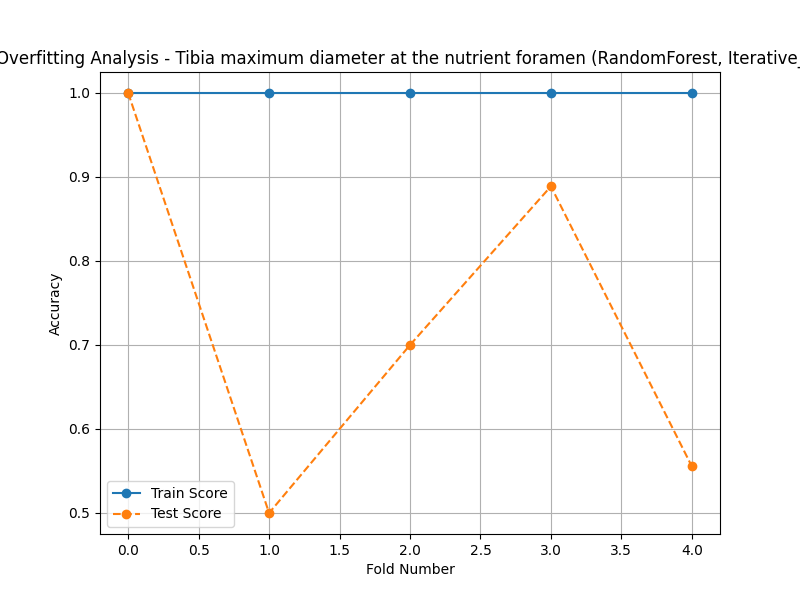 Overfitting Analysis - Tibia maximum diameter at the nutrient foramen (RandomForest, Iterative_
1.0
0.9
0.8
0.7
0.6
0.5
Accuracy
Train Score
Test Score
0.0 0.5 1.0 1.5 2.0 2.5 3.0 3.5 4.0
Fold Number